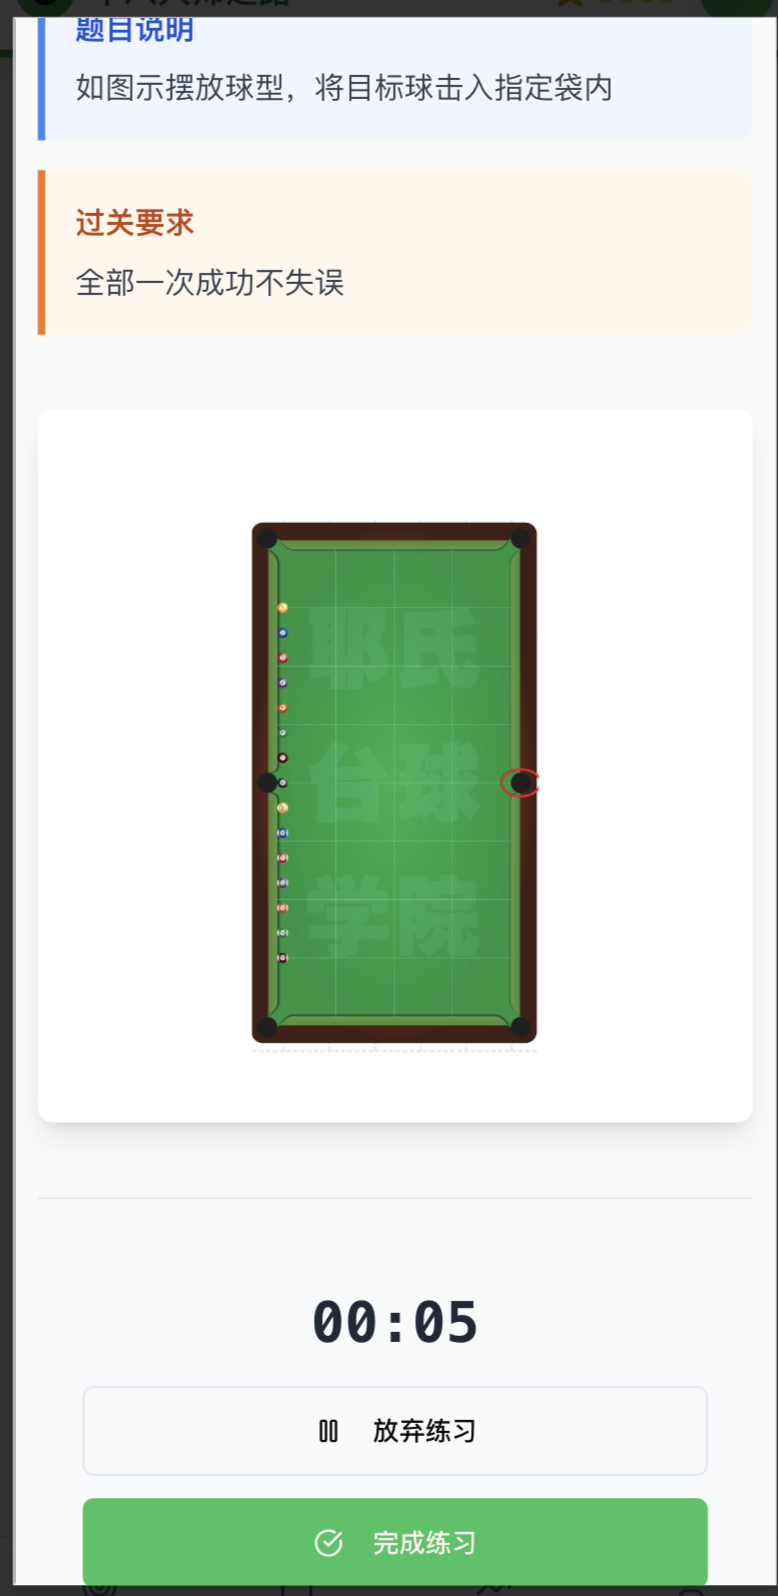 题目说明
如图示摆放球型，将目标球击入指定袋内
过关要求
全部一次成功不失误
耶氏
台球
学院
00:05
放弃练习
完成练习